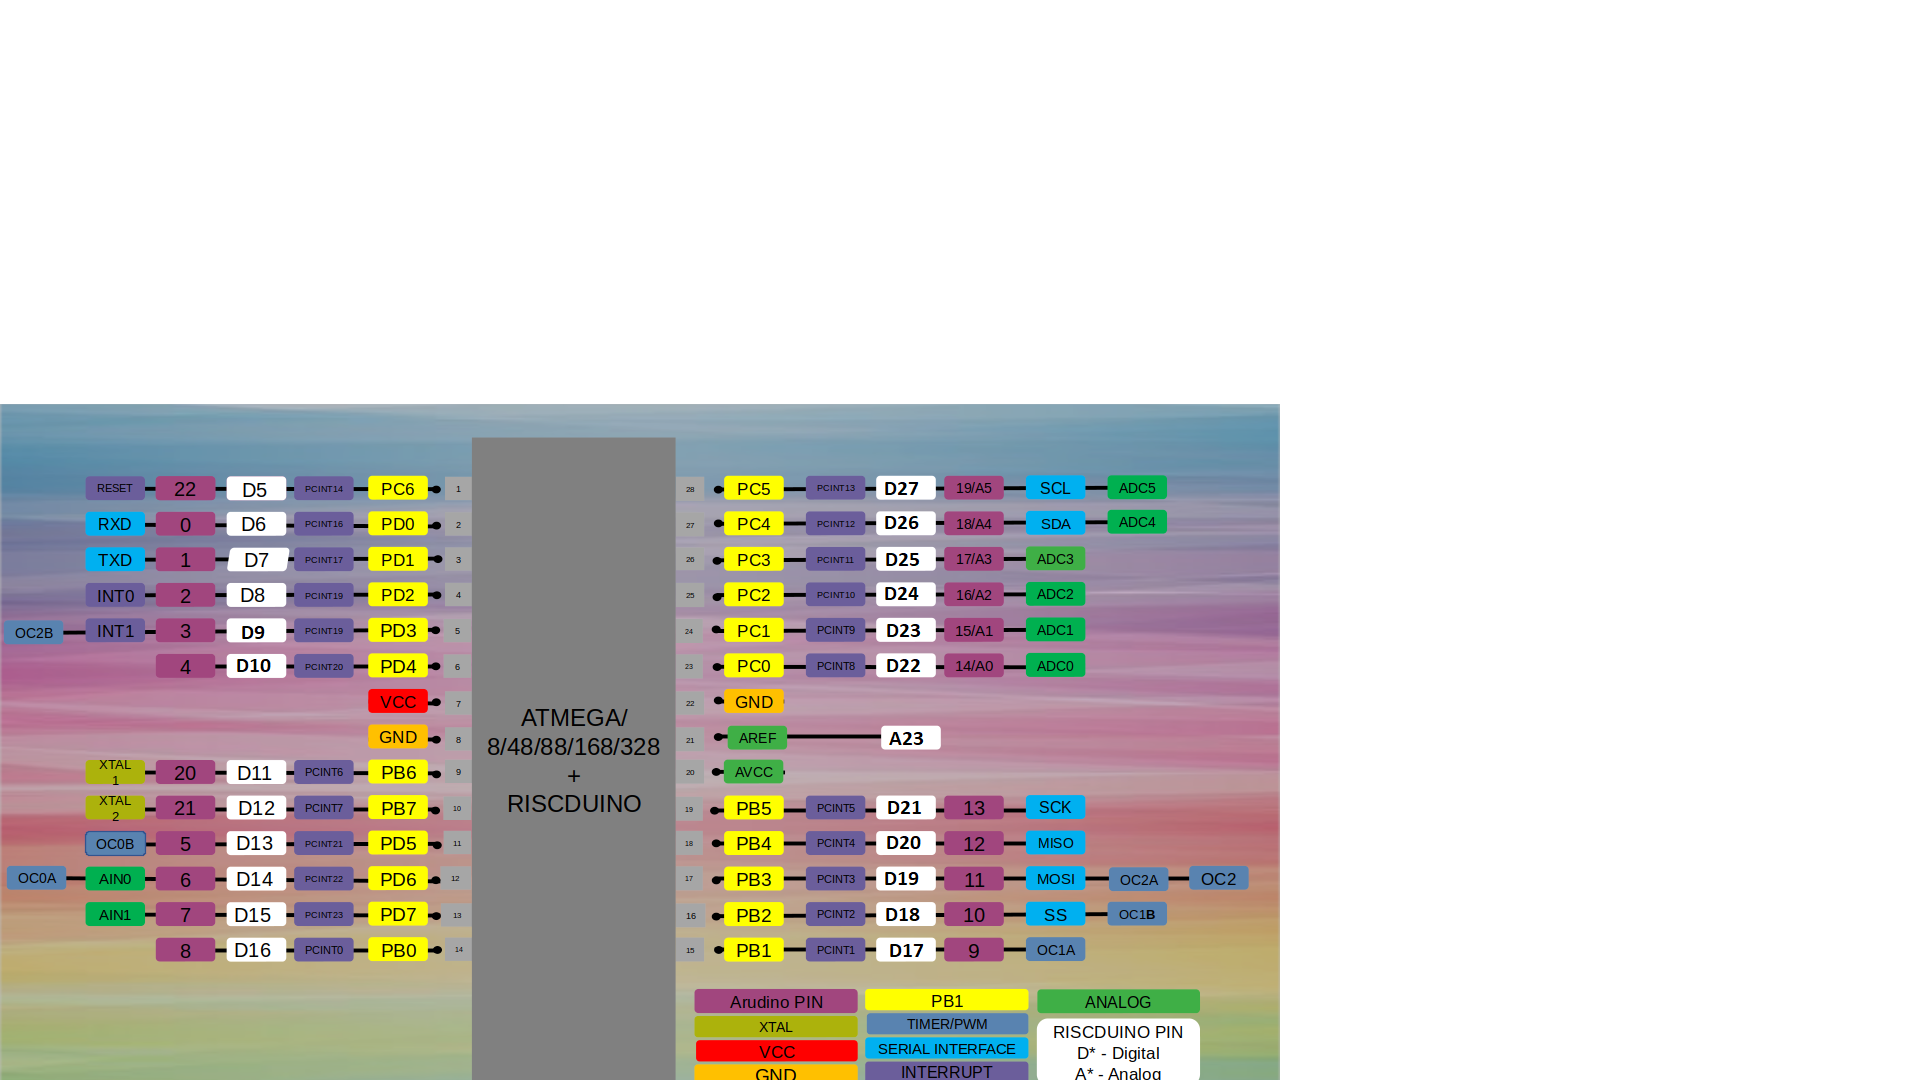 RESET 22 D5 PCINT14 PC6 1
RXD 0 D6 PCINT16 PD0 2
TXD 1 D7 PCINT17 PD1 3
INT0 2 D8 PCINT19 PD2 4
OC2B INT1 3 D9 PCINT19 PD3 5
4 D10 PCINT20 PD4 6
VCC 7
GND 8
XTAL
1
20 D11 PCINT6 PB6 9
XTAL
2
21 D12 PCINT7 PB7 10
OC0B 5 D13 PCINT21 PD5 11
OC0A AIN0 6 D14 PCINT22 PD6 12
AIN1 7 D15 PCINT23 PD7 13
8 D16 PCINT0 PB0 14
ATMEGA/
8/48/88/168/328
+
RISCDUINO
28 PC5 PCINT13 D27 19/A5 SCL ADC5
27 PC4 PCINT12 D26 18/A4 SDA ADC4
26 PC3 PCINT11 D25 17/A3 ADC3
25 PC2 PCINT10 D24 16/A2 ADC2
24 PC1 PCINT9 D23 15/A1 ADC1
23 PC0 PCINT8 D22 14/A0 ADC0
22 GND
21 AREF A23
20 AVCC
19 PB5 PCINT5 D21 13 SCK
18 PB4 PCINT4 D20 12 MISO
17 PB3 PCINT3 D19 11 MOSI OC2A OC2
16 PB2 PCINT2 D18 10 SS OC1B
15 PB1 PCINT1 D17 9 OC1A
Arudino PIN
XTAL
VCC
GND
PB1
TIMER/PWM
SERIAL INTERFACE
INTERRUPT
ANALOG
RISCDUINO PIN
D* - Digital
A* - Analog